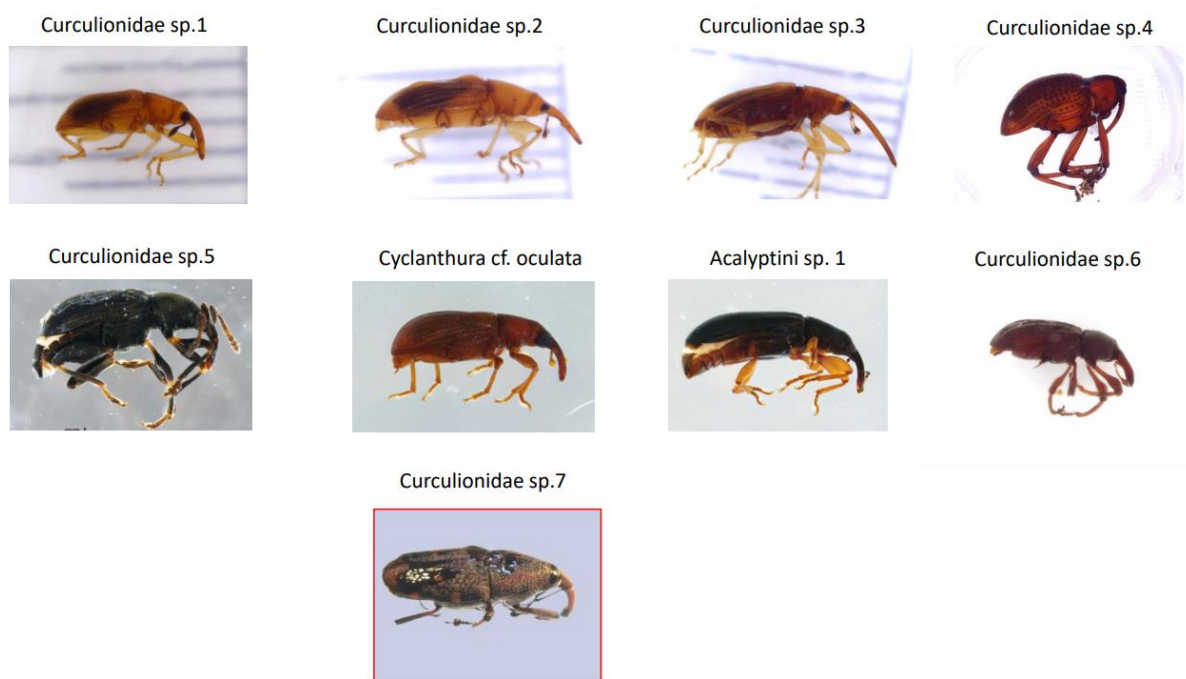 Curculionidae sp.1
Curculionidae sp.2
Curculionidae sp.3
Curculionidae sp.4
Curculionidae sp.5
Cyclanthura cf. oculata
Acalyptini sp. 1
Curculionidae sp.6
Curculionidae sp.7